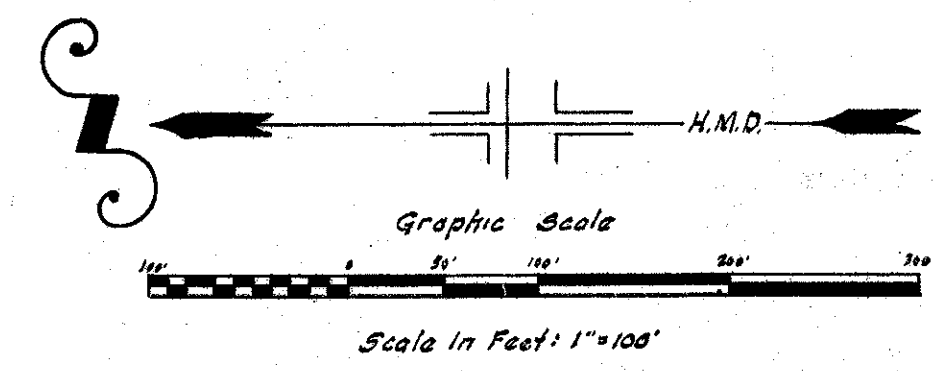 N
H.M.D.
Graphic Scale
100' 0 50' 100' 200' 300
Scale in Feet: 1"=100'